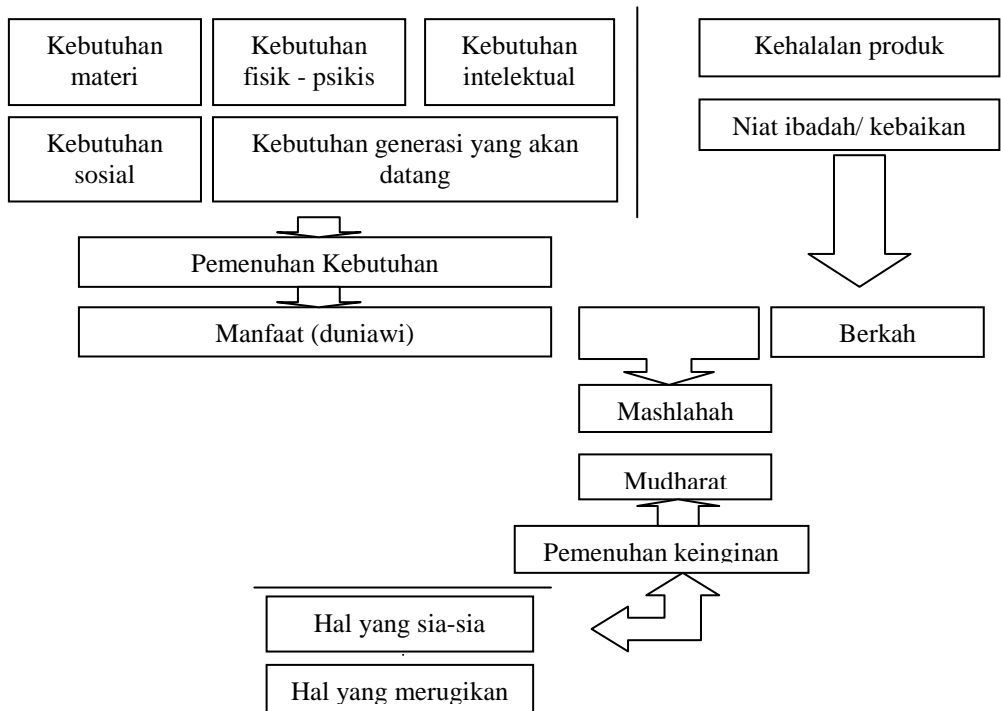 Kebutuhan
materi
Kebutuhan
fisik - psikis
Kebutuhan
intelektual
Kebutuhan
sosial
Kebutuhan generasi yang akan
datang
Kehalalan produk
Niat ibadah/ kebaikan
Pemenuhan Kebutuhan
Manfaat (duniawi)
Berkah
Mashlahah
Mudharat
Pemenuhan keinginan
Hal yang sia-sia
Hal yang merugikan